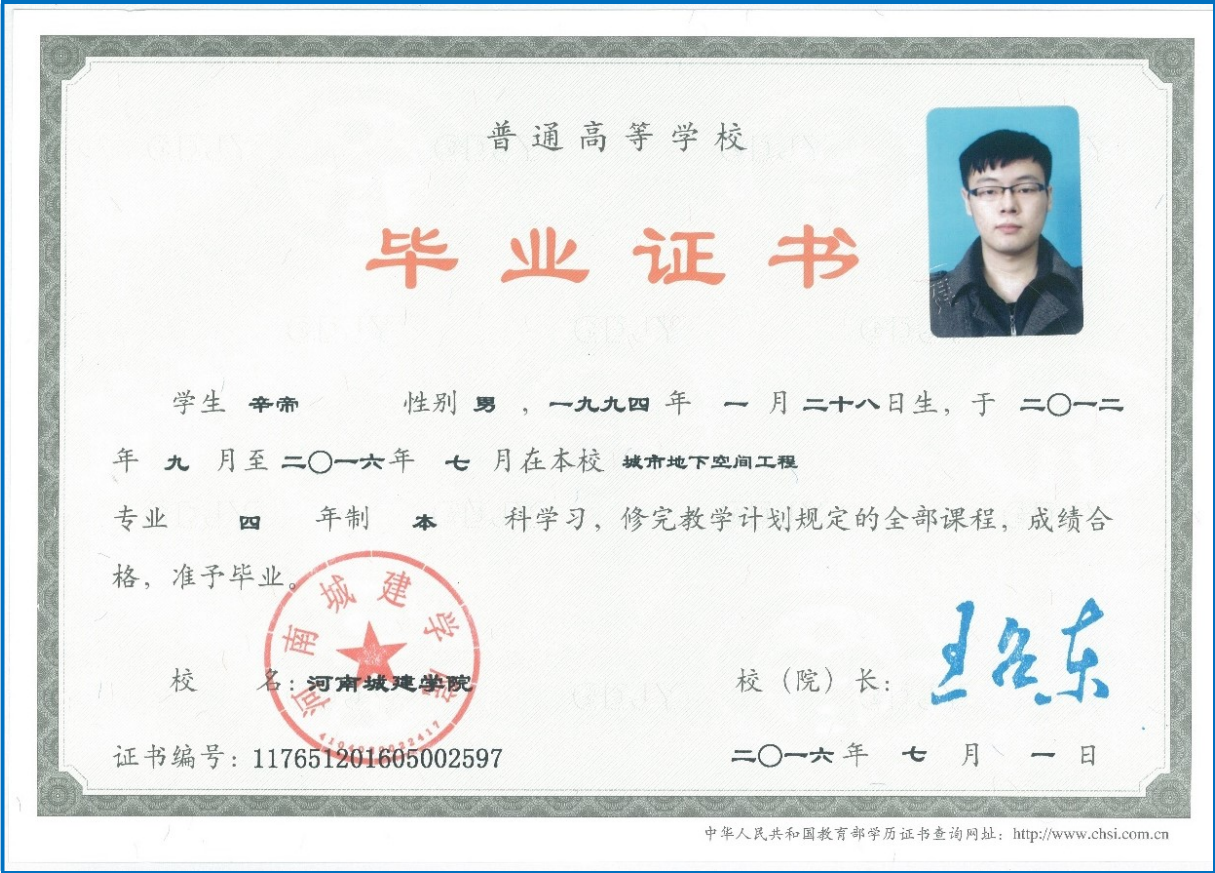 普通高等学校
毕业证书
学生 辛帝 性别 男 ，一九九四 年 一 月 二十八日生，于 二〇一二
年 九 月至 二〇一六年 七 月在本校 城市地下空间工程
专业 四 年制 本 科学习，修完教学计划规定的全部课程，成绩合
格，准予毕业。
河南城建学院
校 名：河南城建学院 校（院）长：
证书编号：117651201605002597 二〇一六年 七 月 一 日
中华人民共和国教育部学历证书查询网址：http://www.chsi.com.cn